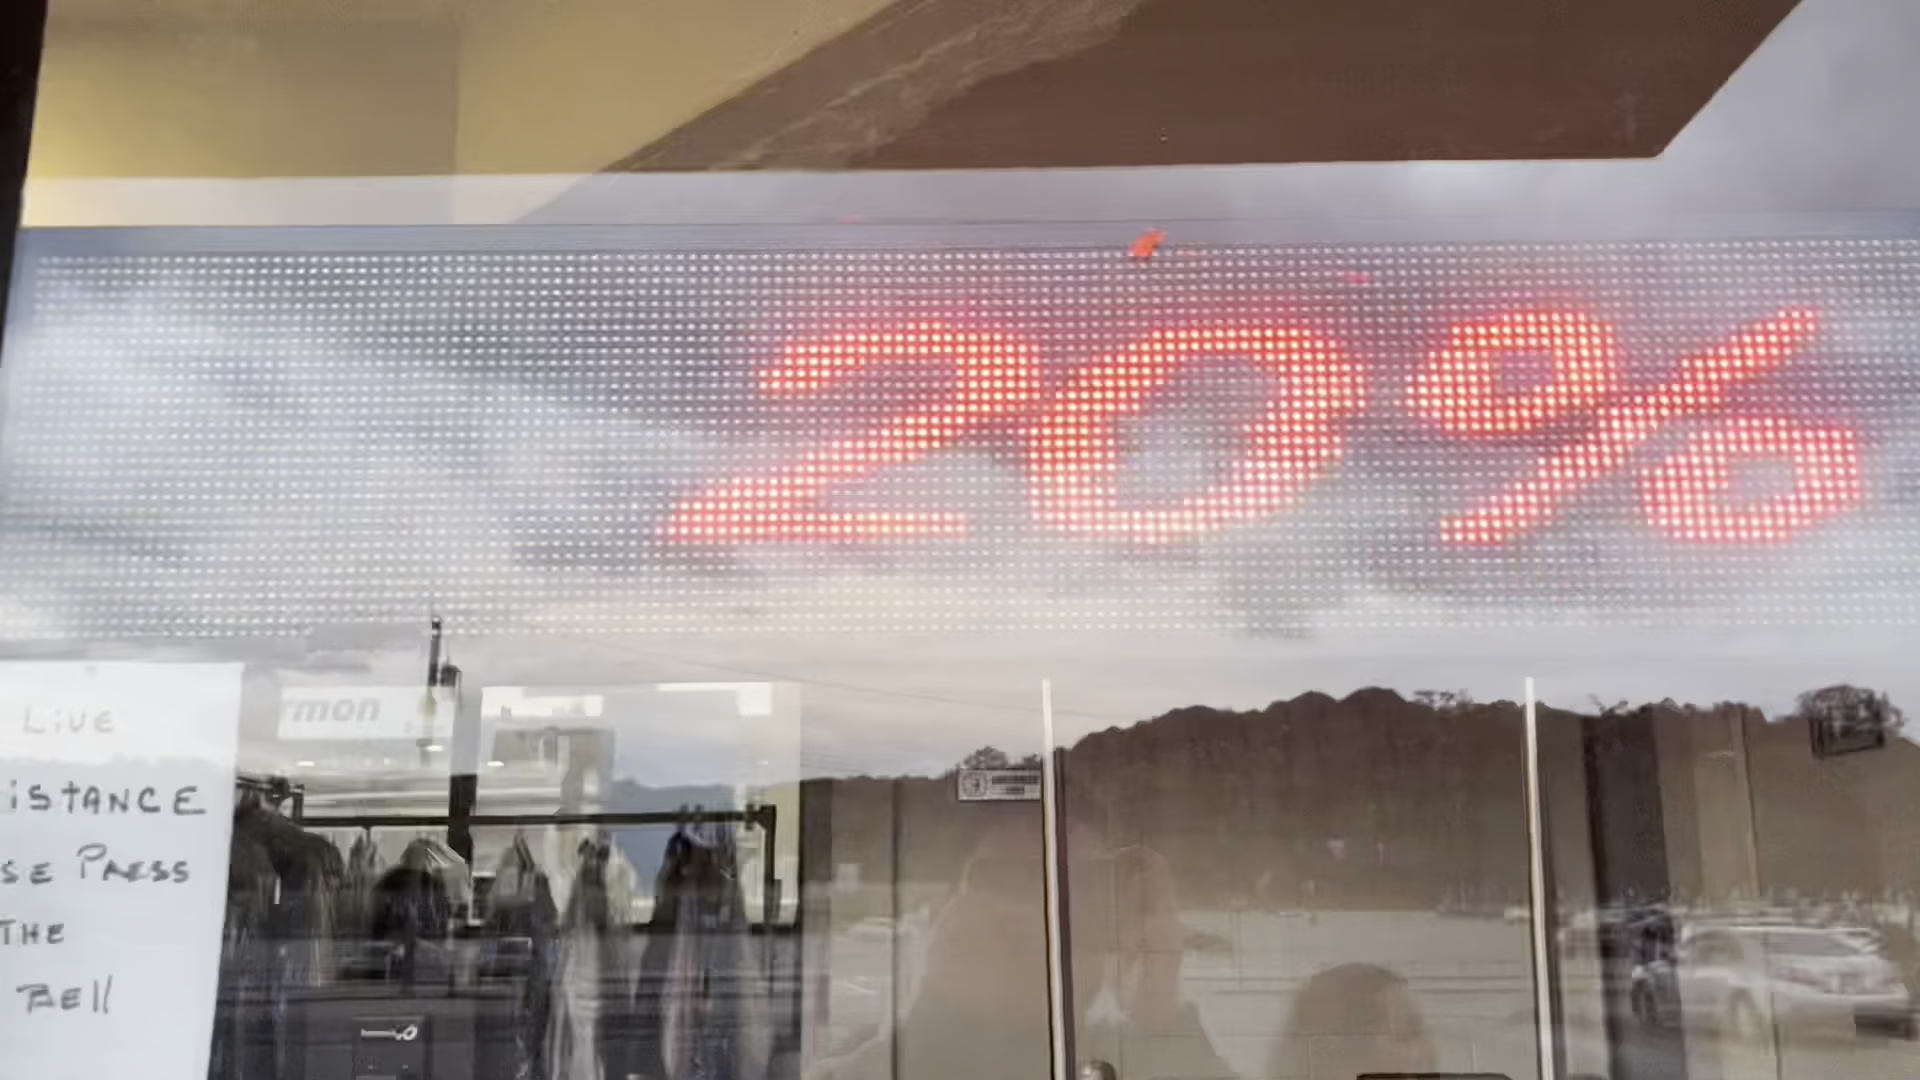 20%
LiVE
iSTANCE
SE PRESS
THE
BEll
rmon